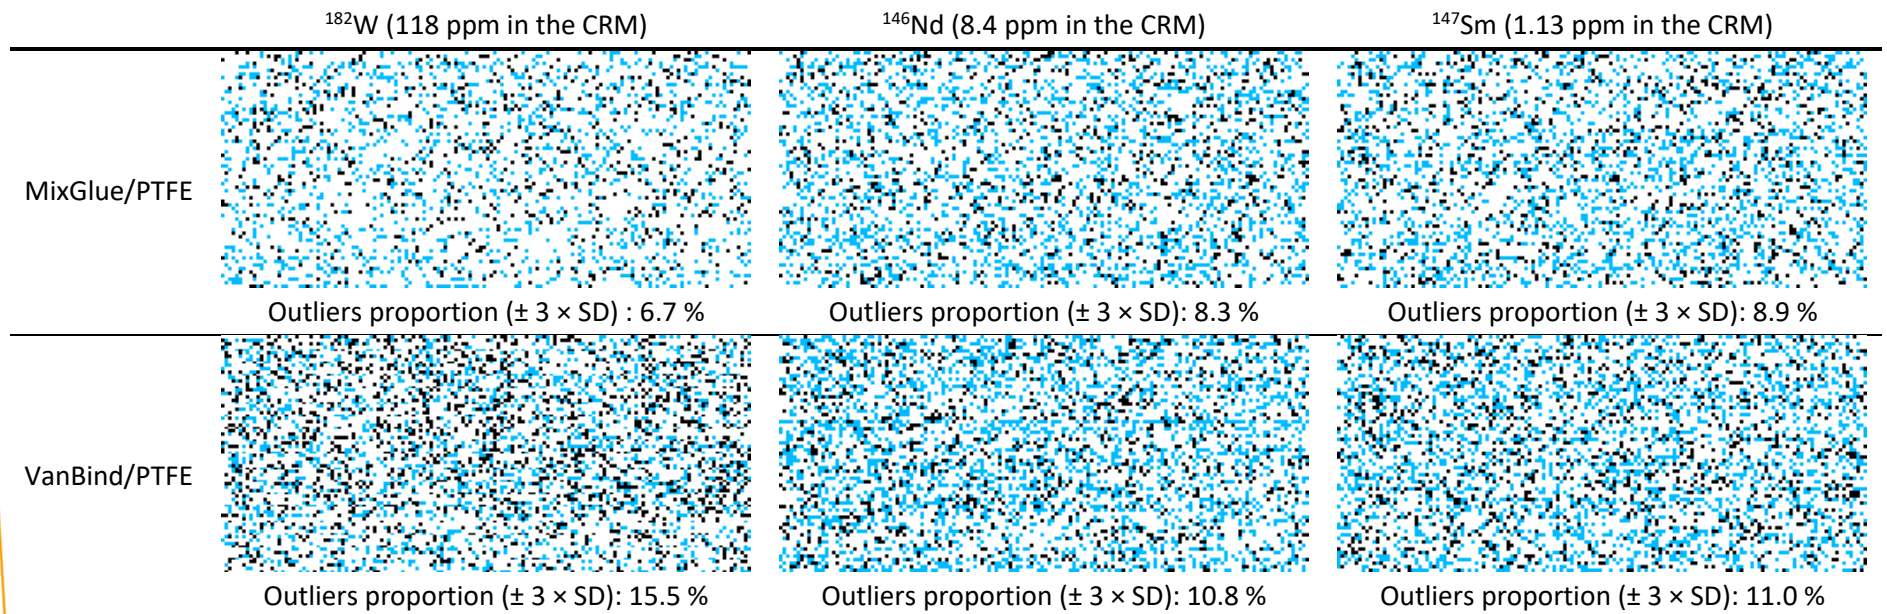 ¹⁸²W (118 ppm in the CRM)
¹⁴⁶Nd (8.4 ppm in the CRM)
¹⁴⁷Sm (1.13 ppm in the CRM)
MixGlue/PTFE
Outliers proportion (± 3 × SD) : 6.7 %
Outliers proportion (± 3 × SD): 8.3 %
Outliers proportion (± 3 × SD): 8.9 %
VanBind/PTFE
Outliers proportion (± 3 × SD): 15.5 %
Outliers proportion (± 3 × SD): 10.8 %
Outliers proportion (± 3 × SD): 11.0 %